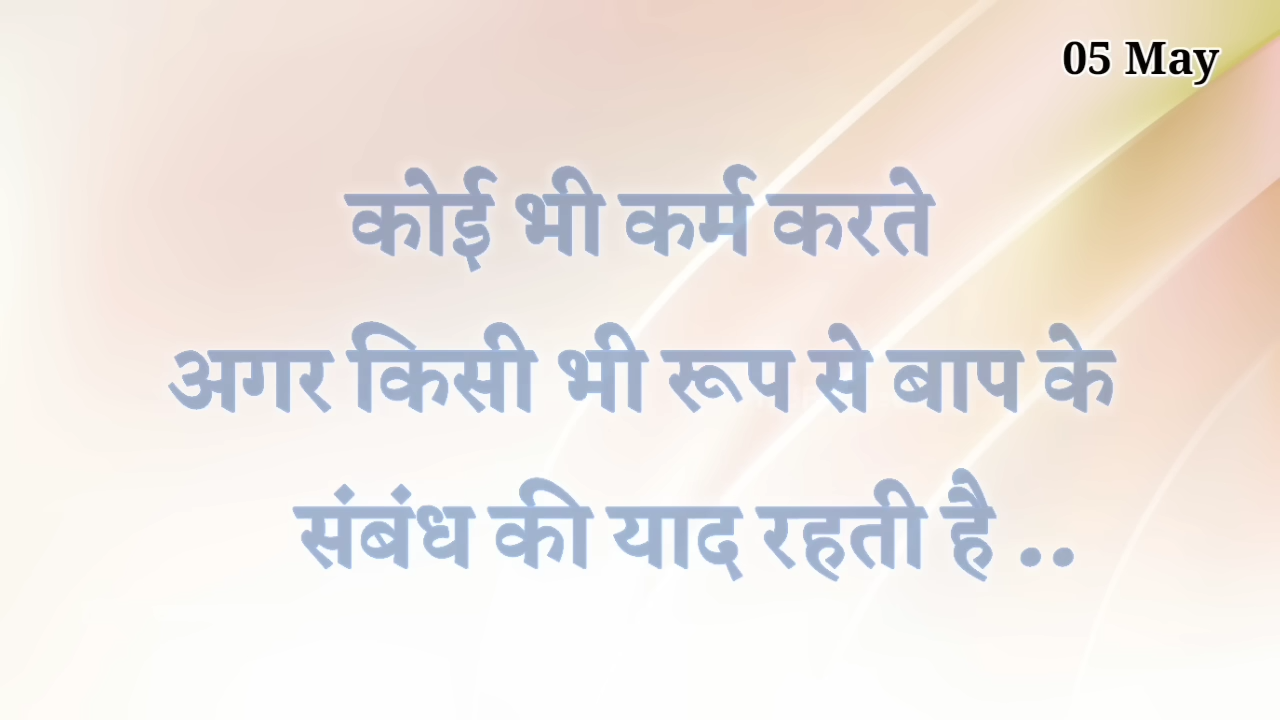 05 May
कोई भी कर्म करते
अगर किसी भी रूप से बाप के
संबंध की याद रहती है ..